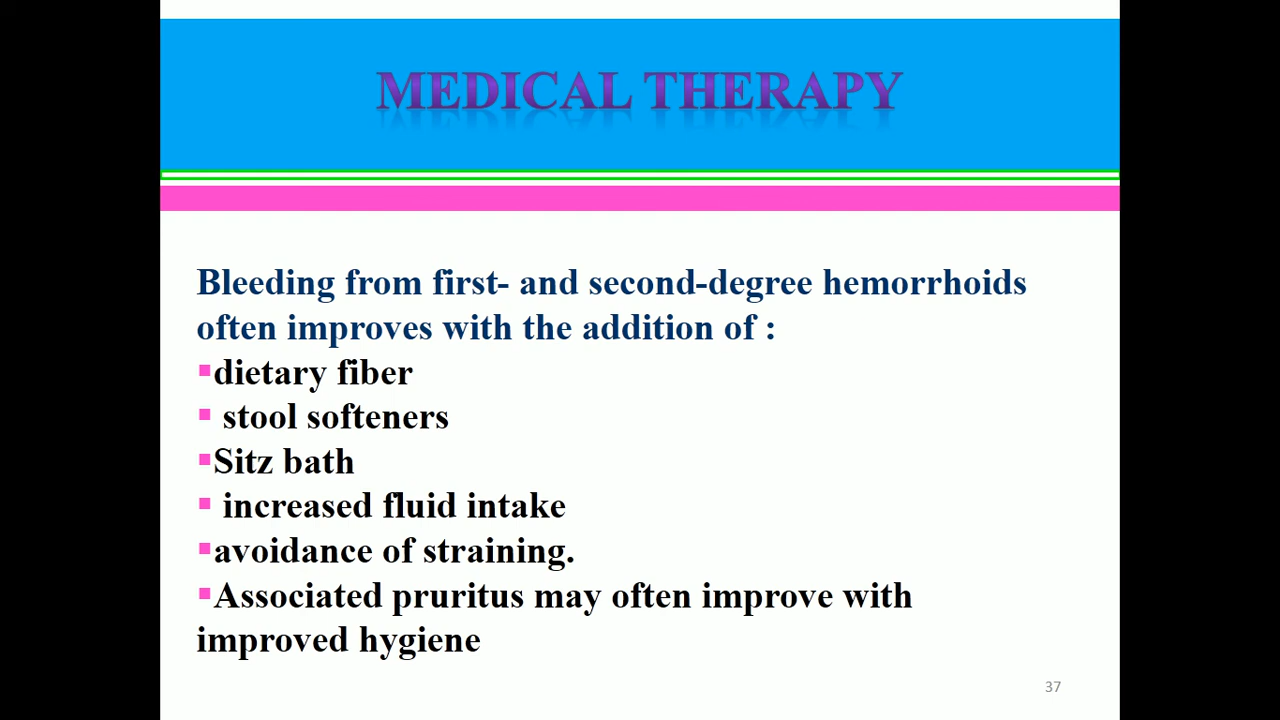 MEDICAL THERAPY
Bleeding from first- and second-degree hemorrhoids
often improves with the addition of :
▪dietary fiber
▪ stool softeners
▪Sitz bath
▪ increased fluid intake
▪avoidance of straining.
▪Associated pruritus may often improve with
improved hygiene
37